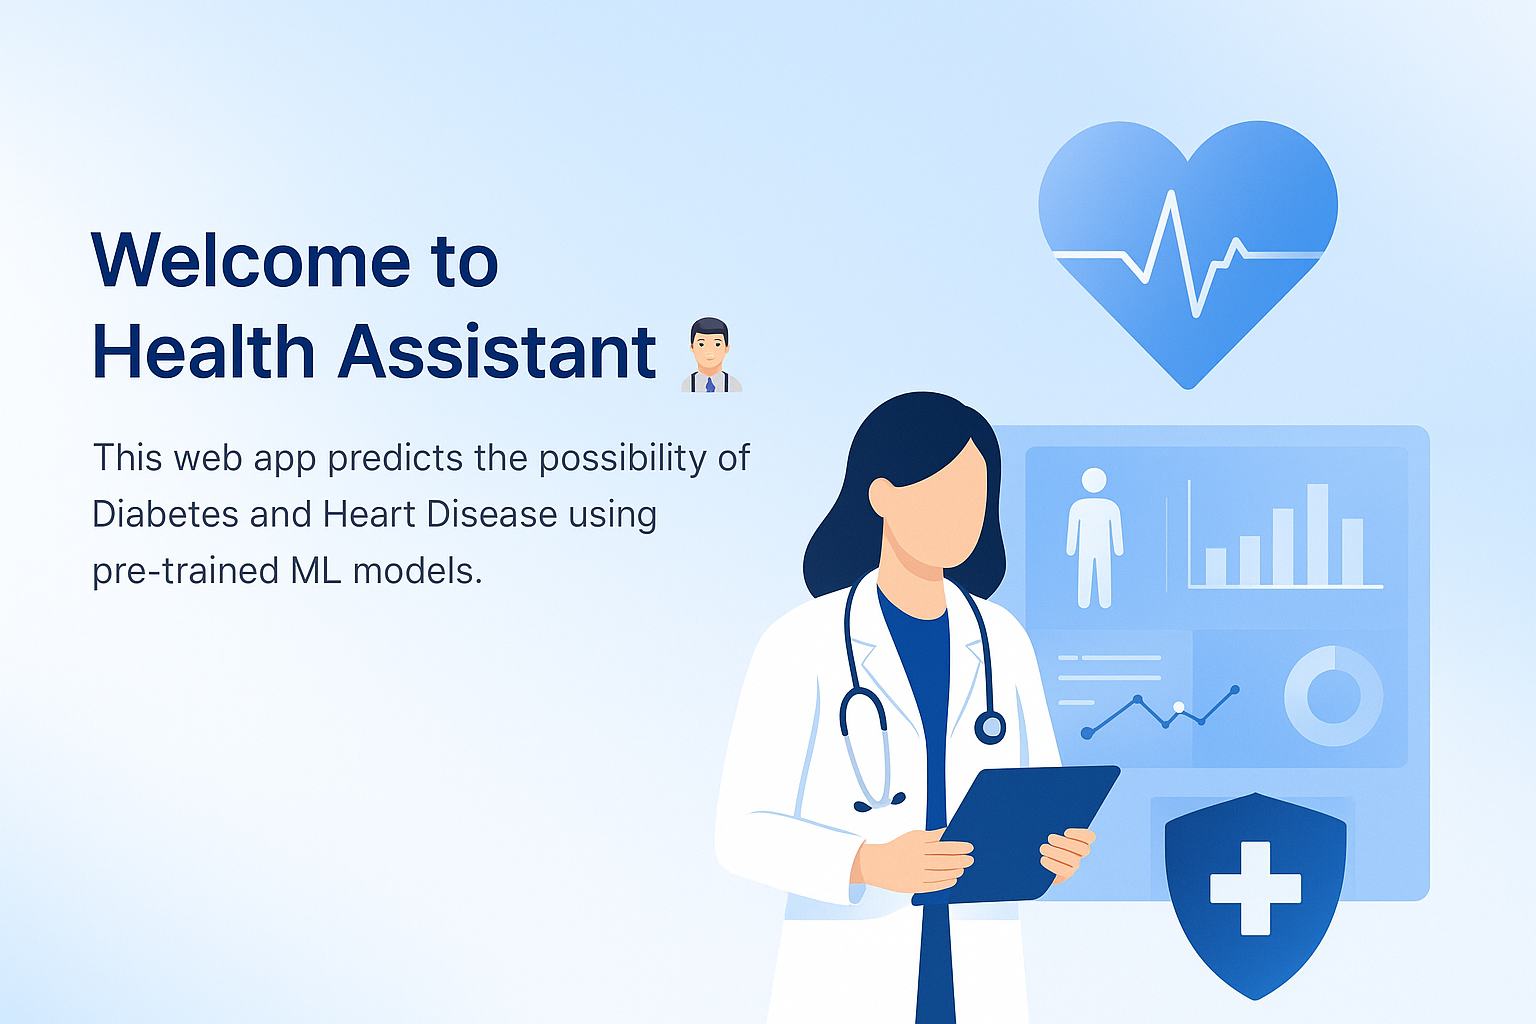 Welcome to
Health Assistant
This web app predicts the possibility of
Diabetes and Heart Disease using
pre-trained ML models.